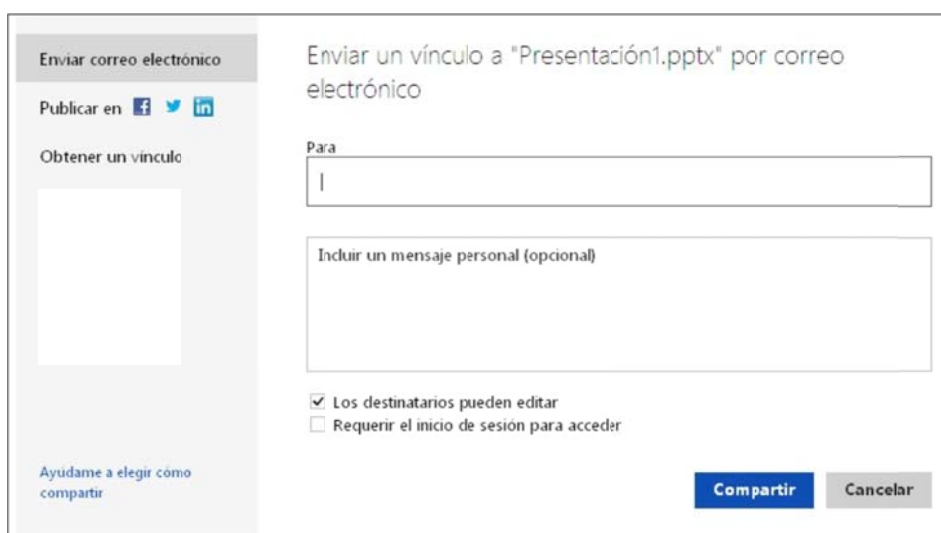 Enviar correo electrónico
Publicar en
Obtener un vínculo
Ayúdame a elegir cómo
compartir
Enviar un vínculo a "Presentación1.pptx" por correo
electrónico
Para
Incluir un mensaje personal (opcional)
Los destinatarios pueden editar
Requerir el inicio de sesión para acceder
Compartir
Cancelar